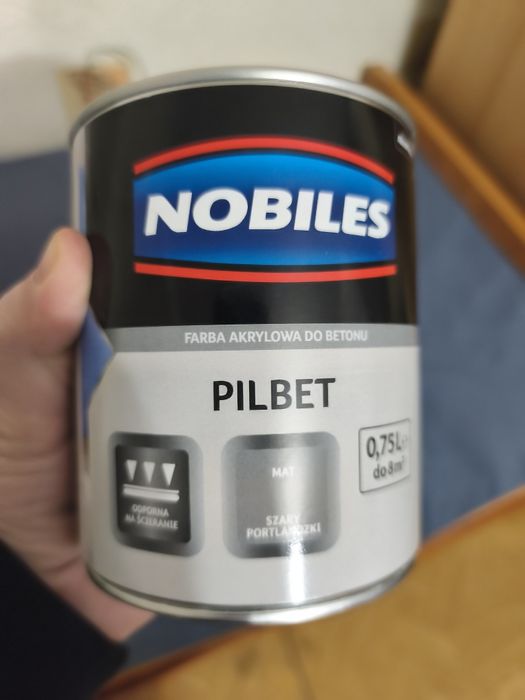 NOBILES
FARBA AKRYLOWA DO BETONU
PILBET
0,75L
do 8m²
ODPORNA
NA ŚCIERANIE
MAT
SZARY
PORTLANDZKI